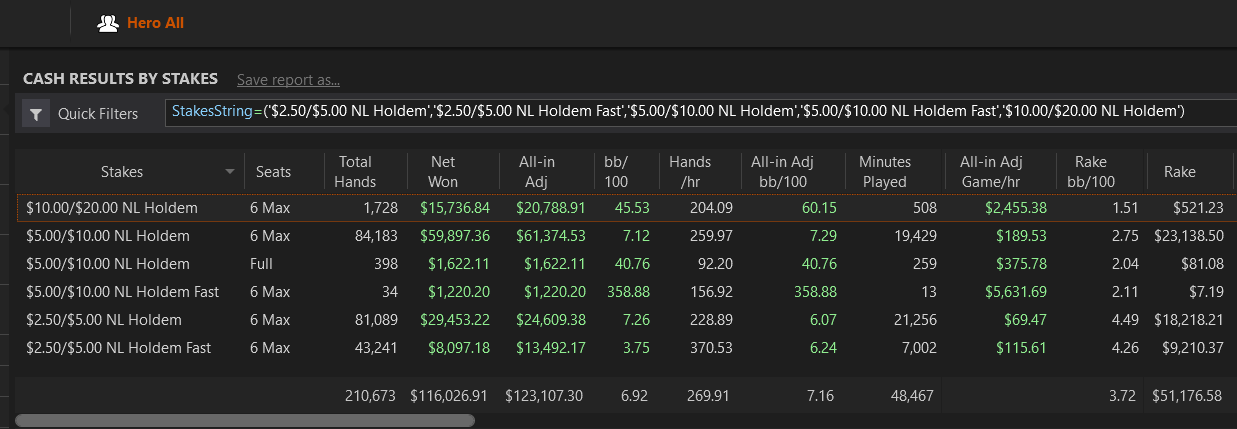 Hero All
CASH RESULTS BY STAKES Save report as...
Quick Filters StakesString=('$2.50/$5.00 NL Holdem','$2.50/$5.00 NL Holdem Fast','$5.00/$10.00 NL Holdem','$5.00/$10.00 NL Holdem Fast','$10.00/$20.00 NL Holdem')
Stakes Seats Total Hands Net Won All-in Adj bb/100 Hands/hr All-in Adj bb/100 Minutes Played All-in Adj Game/hr Rake bb/100 Rake
$10.00/$20.00 NL Holdem 6 Max 1,728 $15,736.84 $20,788.91 45.53 204.09 60.15 508 $2,455.38 1.51 $521.23
$5.00/$10.00 NL Holdem 6 Max 84,183 $59,897.36 $61,374.53 7.12 259.97 7.29 19,429 $189.53 2.75 $23,138.50
$5.00/$10.00 NL Holdem Full 398 $1,622.11 $1,622.11 40.76 92.20 40.76 259 $375.78 2.04 $81.08
$5.00/$10.00 NL Holdem Fast 6 Max 34 $1,220.20 $1,220.20 358.88 156.92 358.88 13 $5,631.69 2.11 $7.19
$2.50/$5.00 NL Holdem 6 Max 81,089 $29,453.22 $24,609.38 7.26 228.89 6.07 21,256 $69.47 4.49 $18,218.21
$2.50/$5.00 NL Holdem Fast 6 Max 43,241 $8,097.18 $13,492.17 3.75 370.53 6.24 7,002 $115.61 4.26 $9,210.37
210,673 $116,026.91 $123,107.30 6.92 269.91 7.16 48,467 3.72 $51,176.58